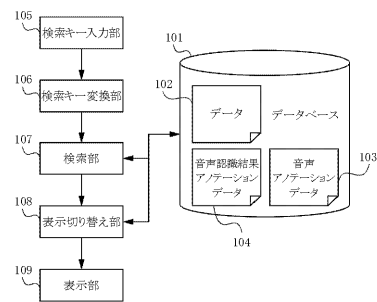 105
検索キー入力部
106
検索キー変換部
107
検索部
108
表示切り替え部
109
表示部
101
102
データ
データベース
音声認識結果
アノテーション
データ
104
音声
アノテーション
データ
103